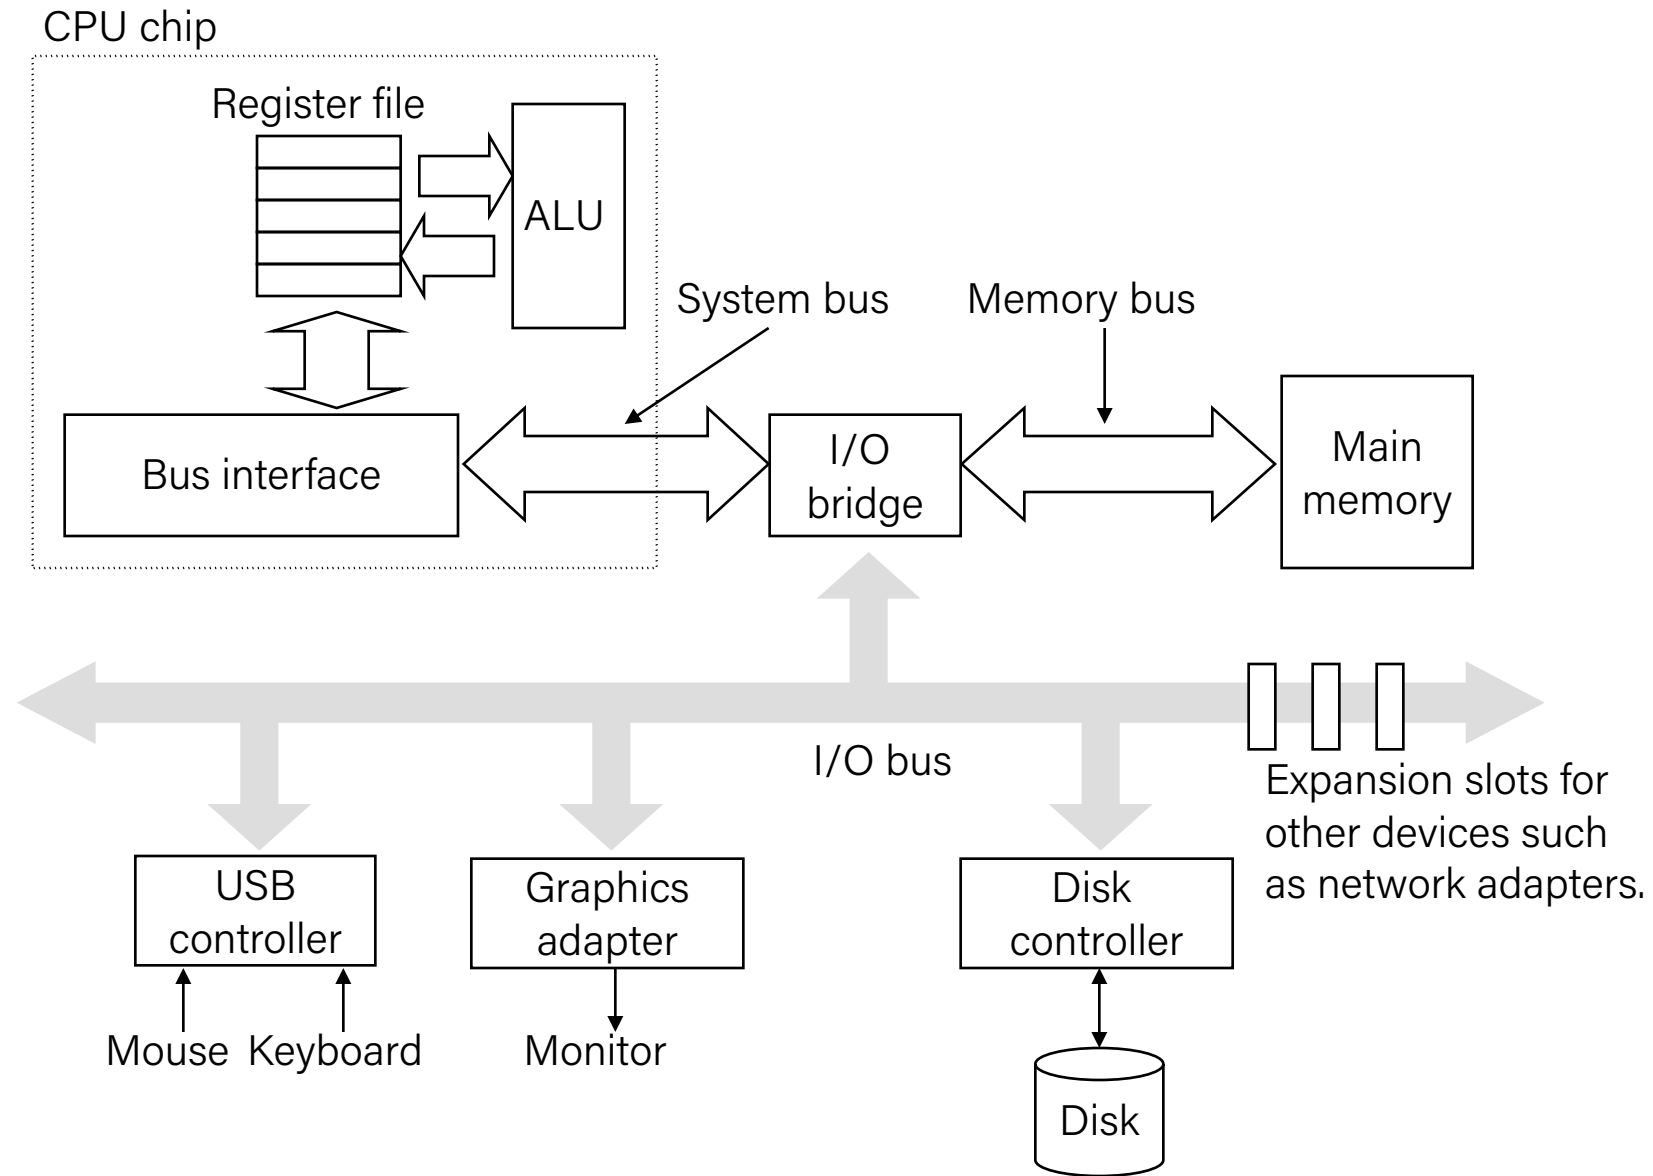 CPU chip
Register file
ALU
System bus
Memory bus
Bus interface
I/O
bridge
Main
memory
I/O bus
Expansion slots for
other devices such
as network adapters.
USB
controller
Graphics
adapter
Disk
controller
Mouse
Keyboard
Monitor
Disk